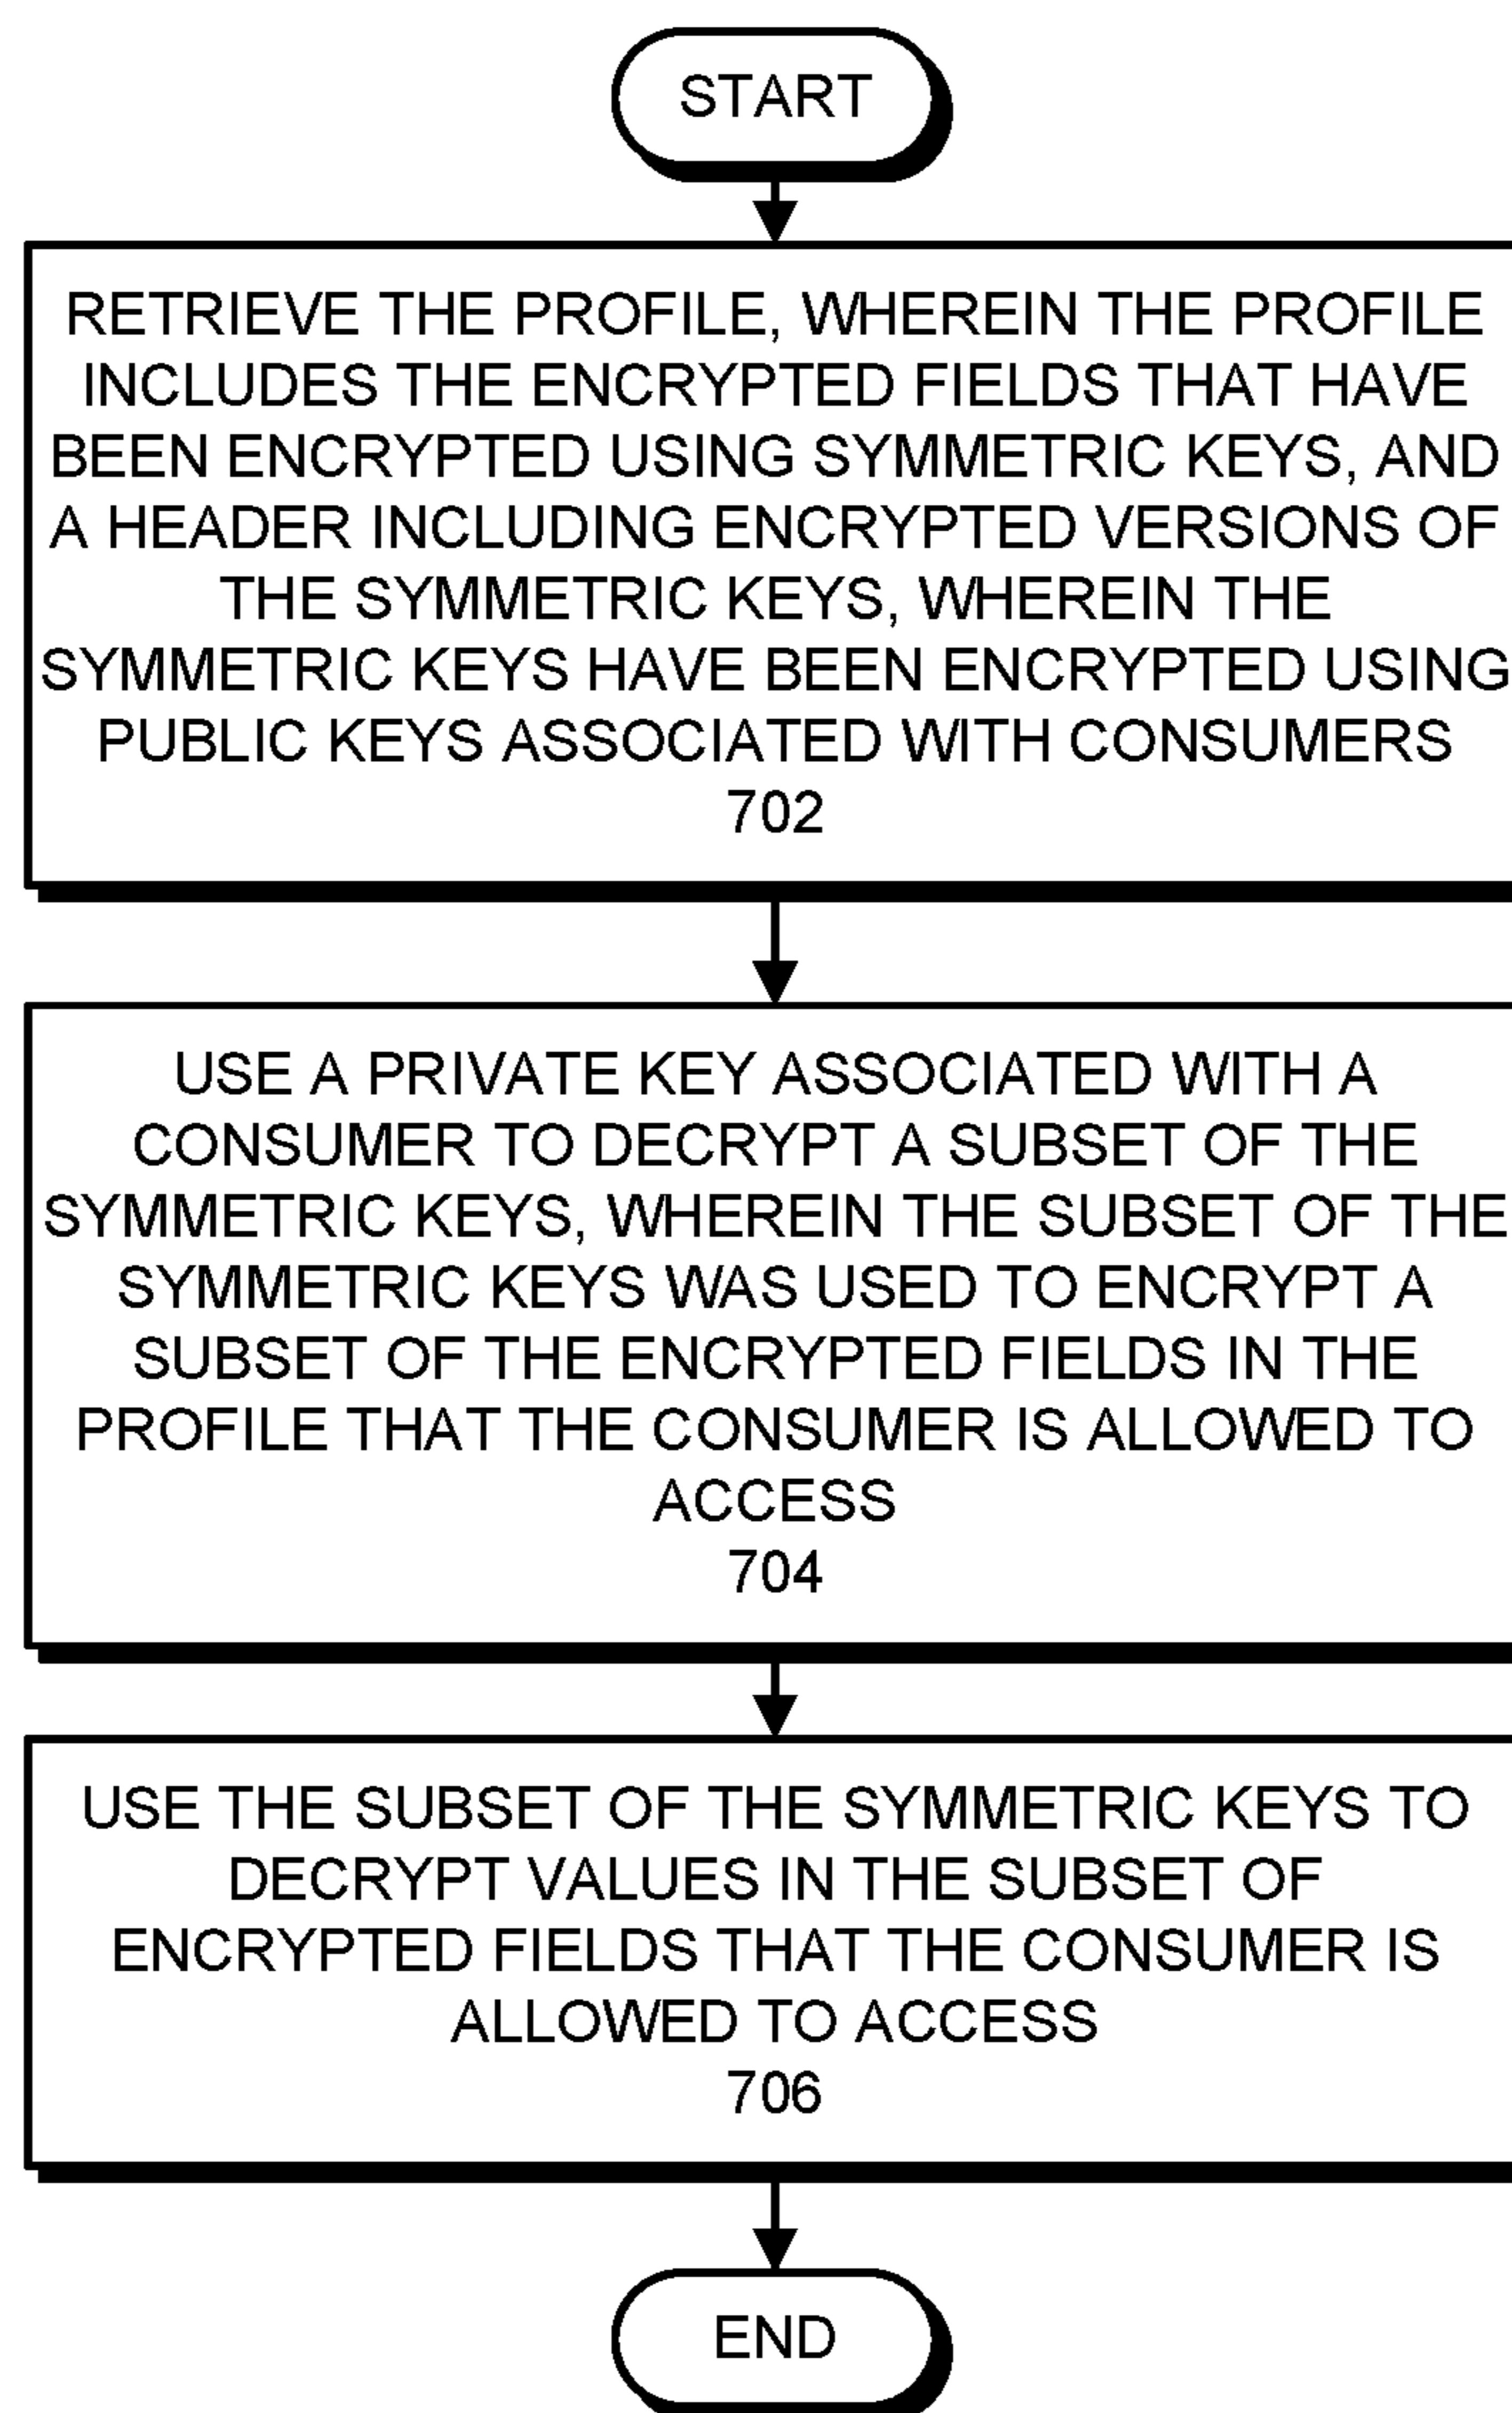 START
RETRIEVE THE PROFILE, WHEREIN THE PROFILE
INCLUDES THE ENCRYPTED FIELDS THAT HAVE
BEEN ENCRYPTED USING SYMMETRIC KEYS, AND
A HEADER INCLUDING ENCRYPTED VERSIONS OF
THE SYMMETRIC KEYS, WHEREIN THE
SYMMETRIC KEYS HAVE BEEN ENCRYPTED USING
PUBLIC KEYS ASSOCIATED WITH CONSUMERS
702
USE A PRIVATE KEY ASSOCIATED WITH A
CONSUMER TO DECRYPT A SUBSET OF THE
SYMMETRIC KEYS, WHEREIN THE SUBSET OF THE
SYMMETRIC KEYS WAS USED TO ENCRYPT A
SUBSET OF THE ENCRYPTED FIELDS IN THE
PROFILE THAT THE CONSUMER IS ALLOWED TO
ACCESS
704
USE THE SUBSET OF THE SYMMETRIC KEYS TO
DECRYPT VALUES IN THE SUBSET OF
ENCRYPTED FIELDS THAT THE CONSUMER IS
ALLOWED TO ACCESS
706
END